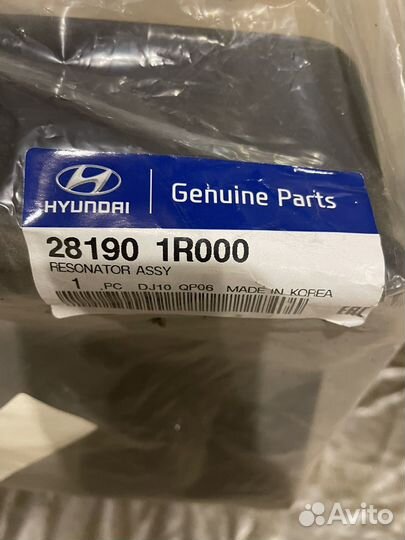 HYUNDAI
Genuine Parts
28190 1R000
RESONATOR ASSY
1 PC DJ10 QP06 MADE IN KOREA
EAC
Avito